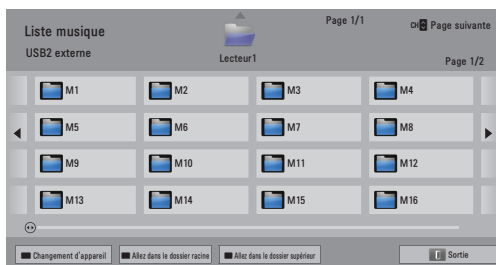 Liste musique
USB2 externe
Lecteur1
Page 1/1
CH Page suivante
Page 1/2
M1 M2 M3 M4
M5 M6 M7 M8
M9 M10 M11 M12
M13 M14 M15 M16
Changement d'appareil Allez dans le dossier racine Allez dans le dossier supérieur Sortie